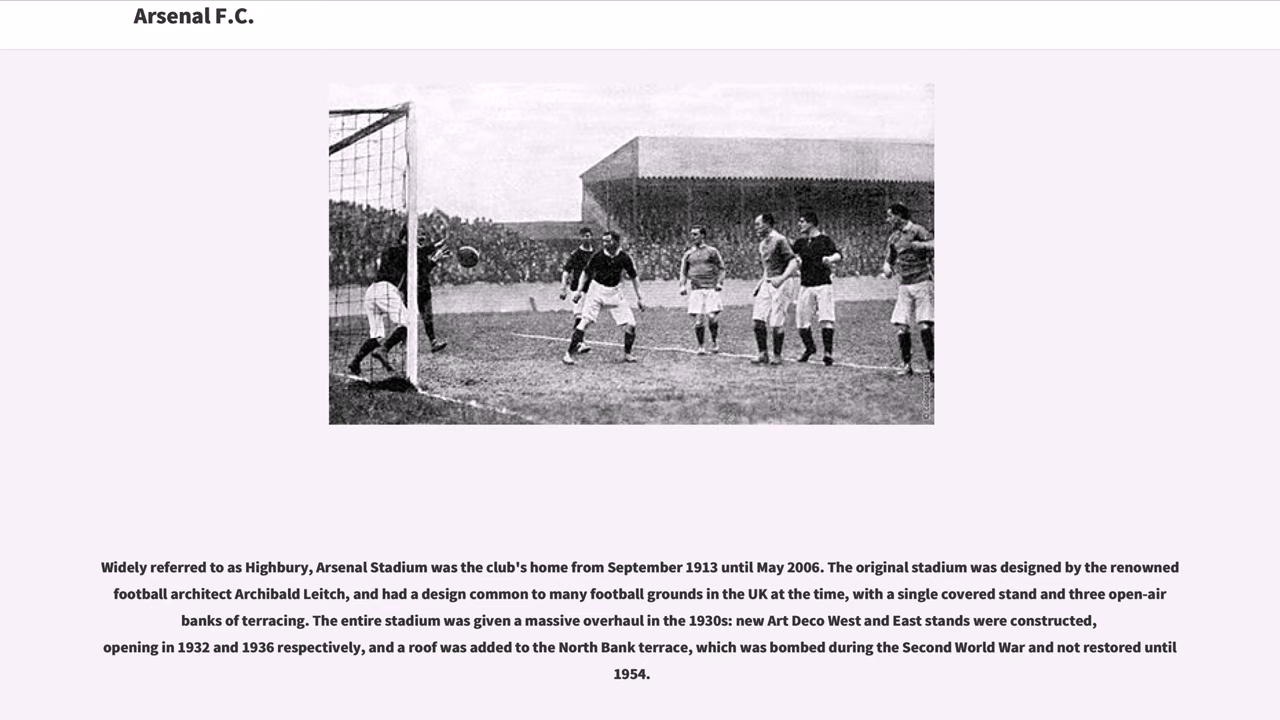 Arsenal F.C.
Widely referred to as Highbury, Arsenal Stadium was the club's home from September 1913 until May 2006. The original stadium was designed by the renowned
football architect Archibald Leitch, and had a design common to many football grounds in the UK at the time, with a single covered stand and three open-air
banks of terracing. The entire stadium was given a massive overhaul in the 1930s: new Art Deco West and East stands were constructed,
opening in 1932 and 1936 respectively, and a roof was added to the North Bank terrace, which was bombed during the Second World War and not restored until
1954.